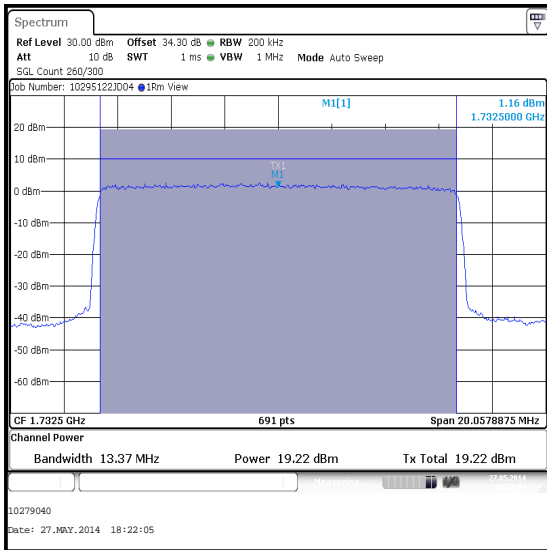 Spectrum
Ref Level 30.00 dBm Offset 34.30 dB RBW 200 kHz
Att 10 dB SWT 1 ms VBW 1 MHz Mode Auto Sweep
SGL Count 260/300
Job Number: 10295122JD04 1Rm View
M1[1] 1.16 dBm
1.7325000 GHz
20 dBm
10 dBm
TX1
M1
0 dBm
-10 dBm
-20 dBm
-30 dBm
-40 dBm
-50 dBm
-60 dBm
CF 1.7325 GHz 691 pts Span 20.0578875 MHz
Channel Power
Bandwidth 13.37 MHz Power 19.22 dBm Tx Total 19.22 dBm
Measuring... 27.05.2014
10279040
Date: 27.MAY.2014 18:22:05